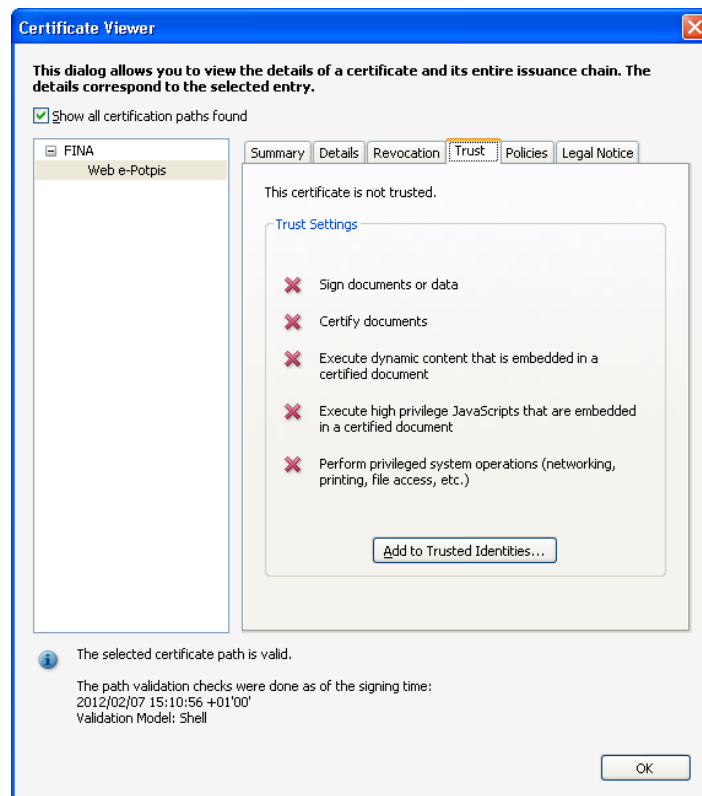 Certificate Viewer
This dialog allows you to view the details of a certificate and its entire issuance chain. The
details correspond to the selected entry.
Show all certification paths found
FINA
Web e-Potpis
Summary Details Revocation Trust Policies Legal Notice
This certificate is not trusted.
Trust Settings
Sign documents or data
Certify documents
Execute dynamic content that is embedded in a
certified document
Execute high privilege JavaScripts that are embedded
in a certified document
Perform privileged system operations (networking,
printing, file access, etc.)
Add to Trusted Identities...
The selected certificate path is valid.
The path validation checks were done as of the signing time:
2012/02/07 15:10:56 +01'00'
Validation Model: Shell
OK